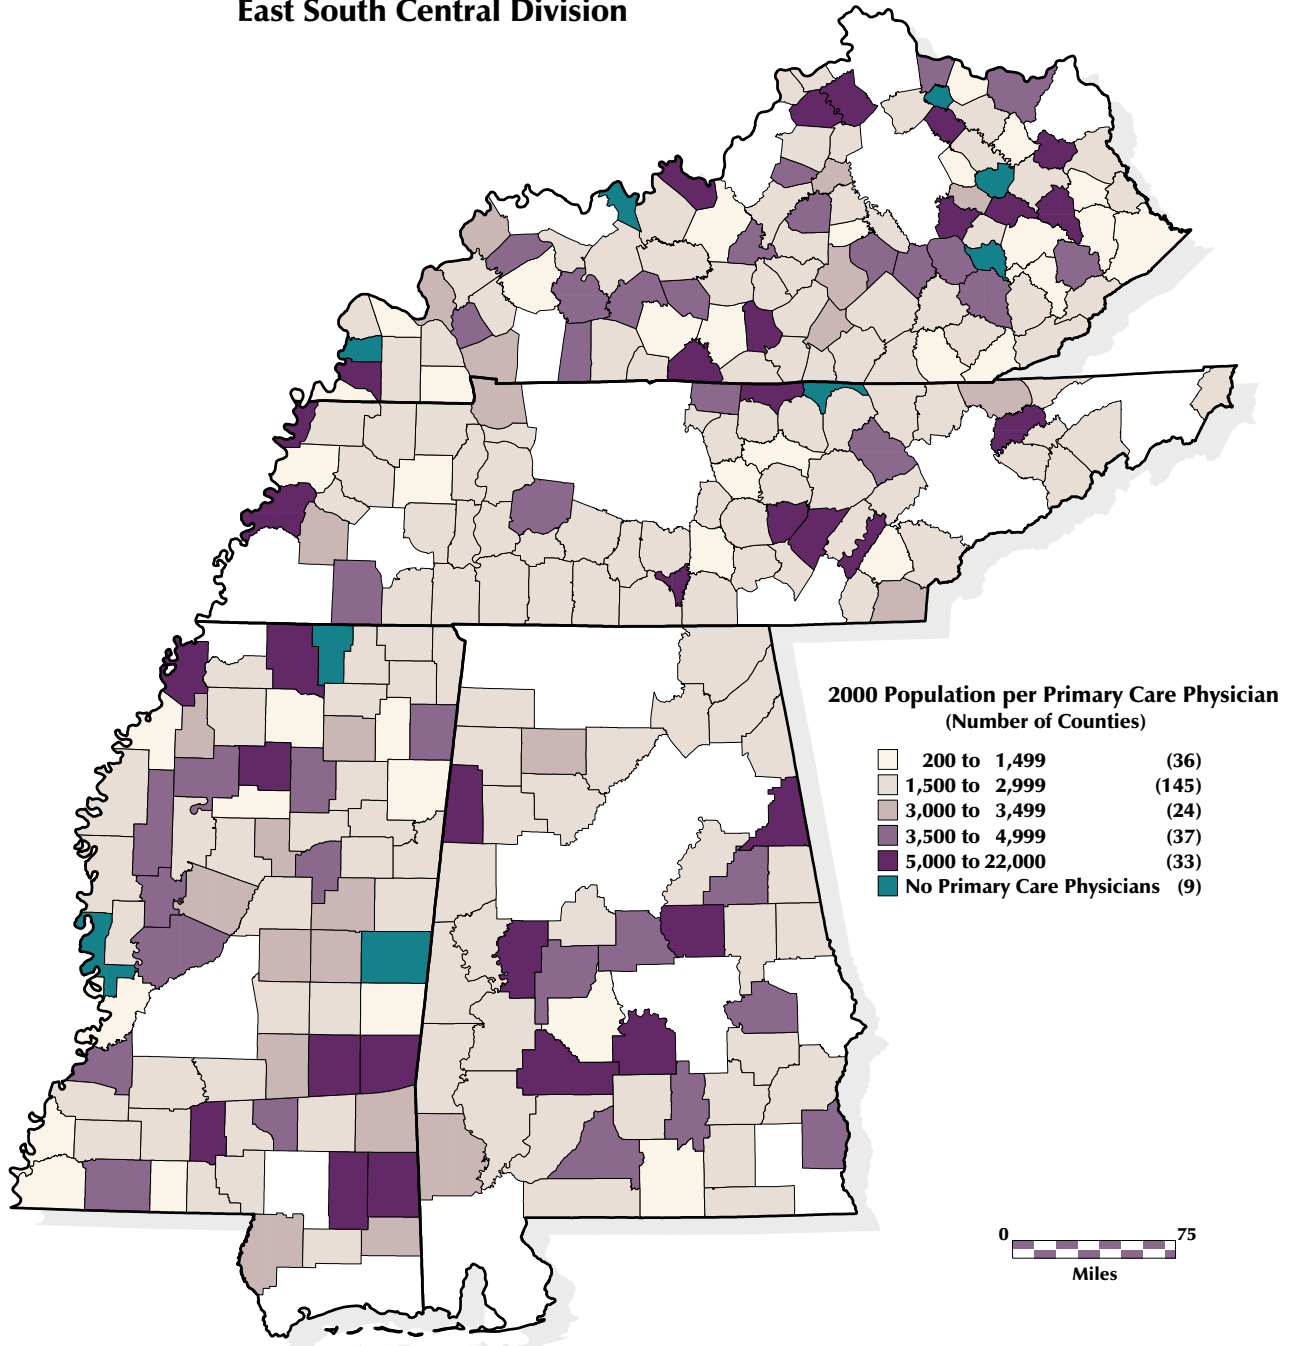 East South Central Division
2000 Population per Primary Care Physician
(Number of Counties)
200 to 1,499 (36)
1,500 to 2,999 (145)
3,000 to 3,499 (24)
3,500 to 4,999 (37)
5,000 to 22,000 (33)
No Primary Care Physicians (9)
0 75
Miles